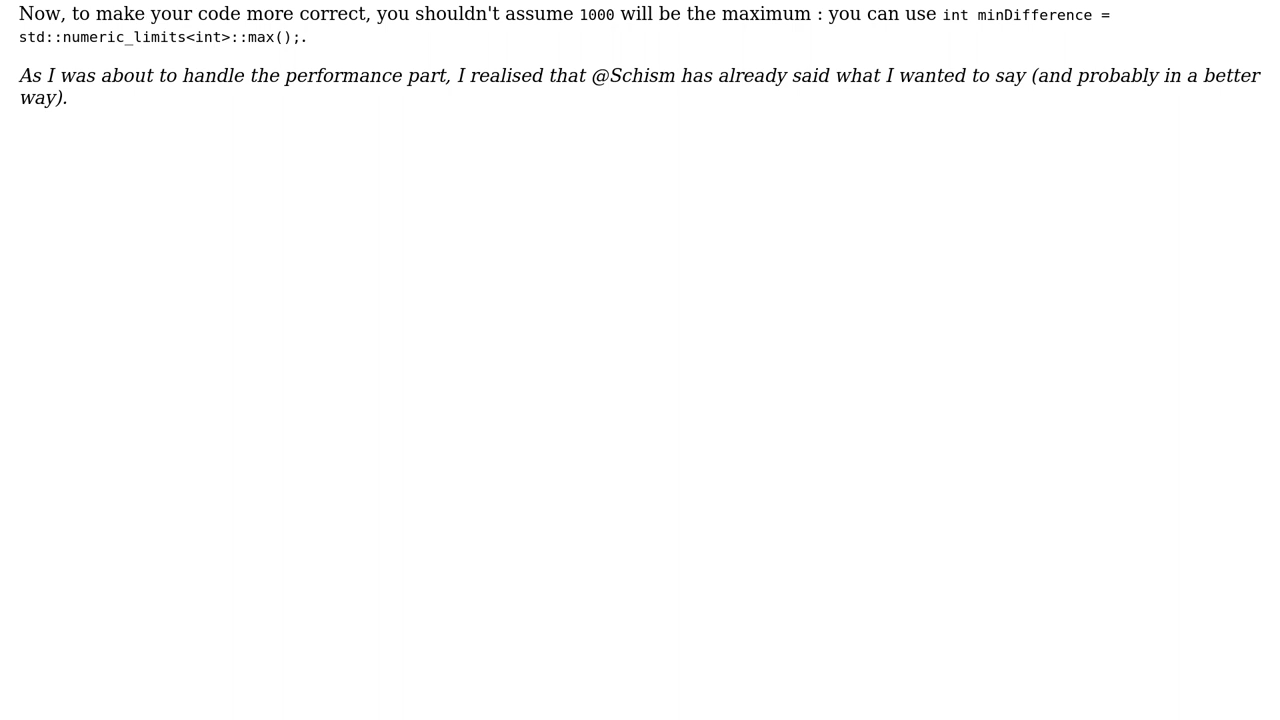 Now, to make your code more correct, you shouldn't assume 1000 will be the maximum : you can use int minDifference =
std::numeric_limits<int>::max();.
As I was about to handle the performance part, I realised that @Schism has already said what I wanted to say (and probably in a better
way).